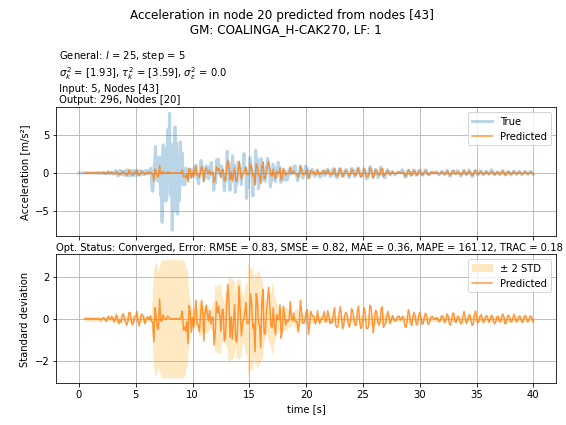 Acceleration in node 20 predicted from nodes [43]
GM: COALINGA_H-CAK270, LF: 1
General: l = 25, step = 5
σ²ₖ = [1.93], τ²ₖ = [3.59], σ²ε = 0.0
Input: 5, Nodes [43]
Output: 296, Nodes [20]
Acceleration [m/s²]
5
0
−5
True
Predicted
Opt. Status: Converged, Error: RMSE = 0.83, SMSE = 0.82, MAE = 0.36, MAPE = 161.12, TRAC = 0.18
Standard deviation
2
0
−2
± 2 STD
Predicted
0 5 10 15 20 25 30 35 40
time [s]